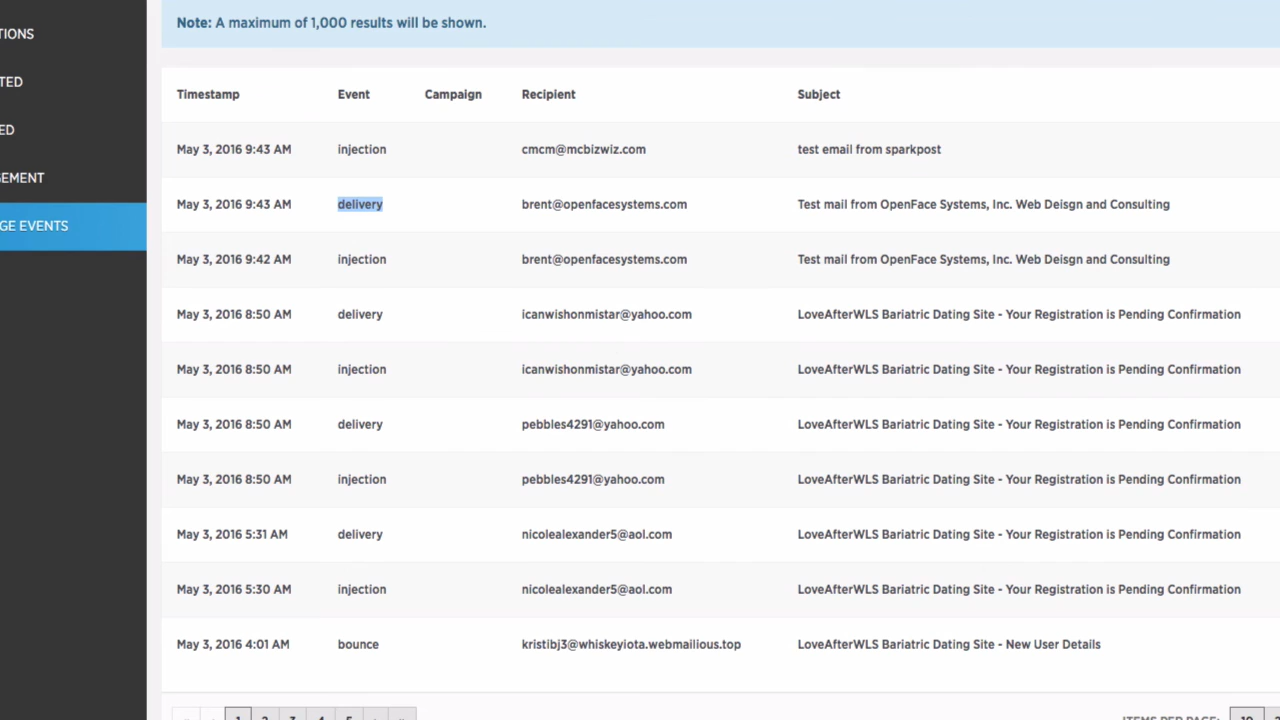 Note: A maximum of 1,000 results will be shown.
TIONS
TED
ED
GEMENT
GE EVENTS
Timestamp Event Campaign Recipient Subject
May 3, 2016 9:43 AM injection cmcm@mcbizwiz.com test email from sparkpost
May 3, 2016 9:43 AM delivery brent@openfacesystems.com Test mail from OpenFace Systems, Inc. Web Deisgn and Consulting
May 3, 2016 9:42 AM injection brent@openfacesystems.com Test mail from OpenFace Systems, Inc. Web Deisgn and Consulting
May 3, 2016 8:50 AM delivery icanwishonmistar@yahoo.com LoveAfterWLS Bariatric Dating Site - Your Registration is Pending Confirmation
May 3, 2016 8:50 AM injection icanwishonmistar@yahoo.com LoveAfterWLS Bariatric Dating Site - Your Registration is Pending Confirmation
May 3, 2016 8:50 AM delivery pebbles4291@yahoo.com LoveAfterWLS Bariatric Dating Site - Your Registration is Pending Confirmation
May 3, 2016 8:50 AM injection pebbles4291@yahoo.com LoveAfterWLS Bariatric Dating Site - Your Registration is Pending Confirmation
May 3, 2016 5:31 AM delivery nicolealexander5@aol.com LoveAfterWLS Bariatric Dating Site - Your Registration is Pending Confirmation
May 3, 2016 5:30 AM injection nicolealexander5@aol.com LoveAfterWLS Bariatric Dating Site - Your Registration is Pending Confirmation
May 3, 2016 4:01 AM bounce kristibj3@whiskeyiota.webmailious.top LoveAfterWLS Bariatric Dating Site - New User Details
1 2 3 4 5 ITEMS PER PAGE: 10